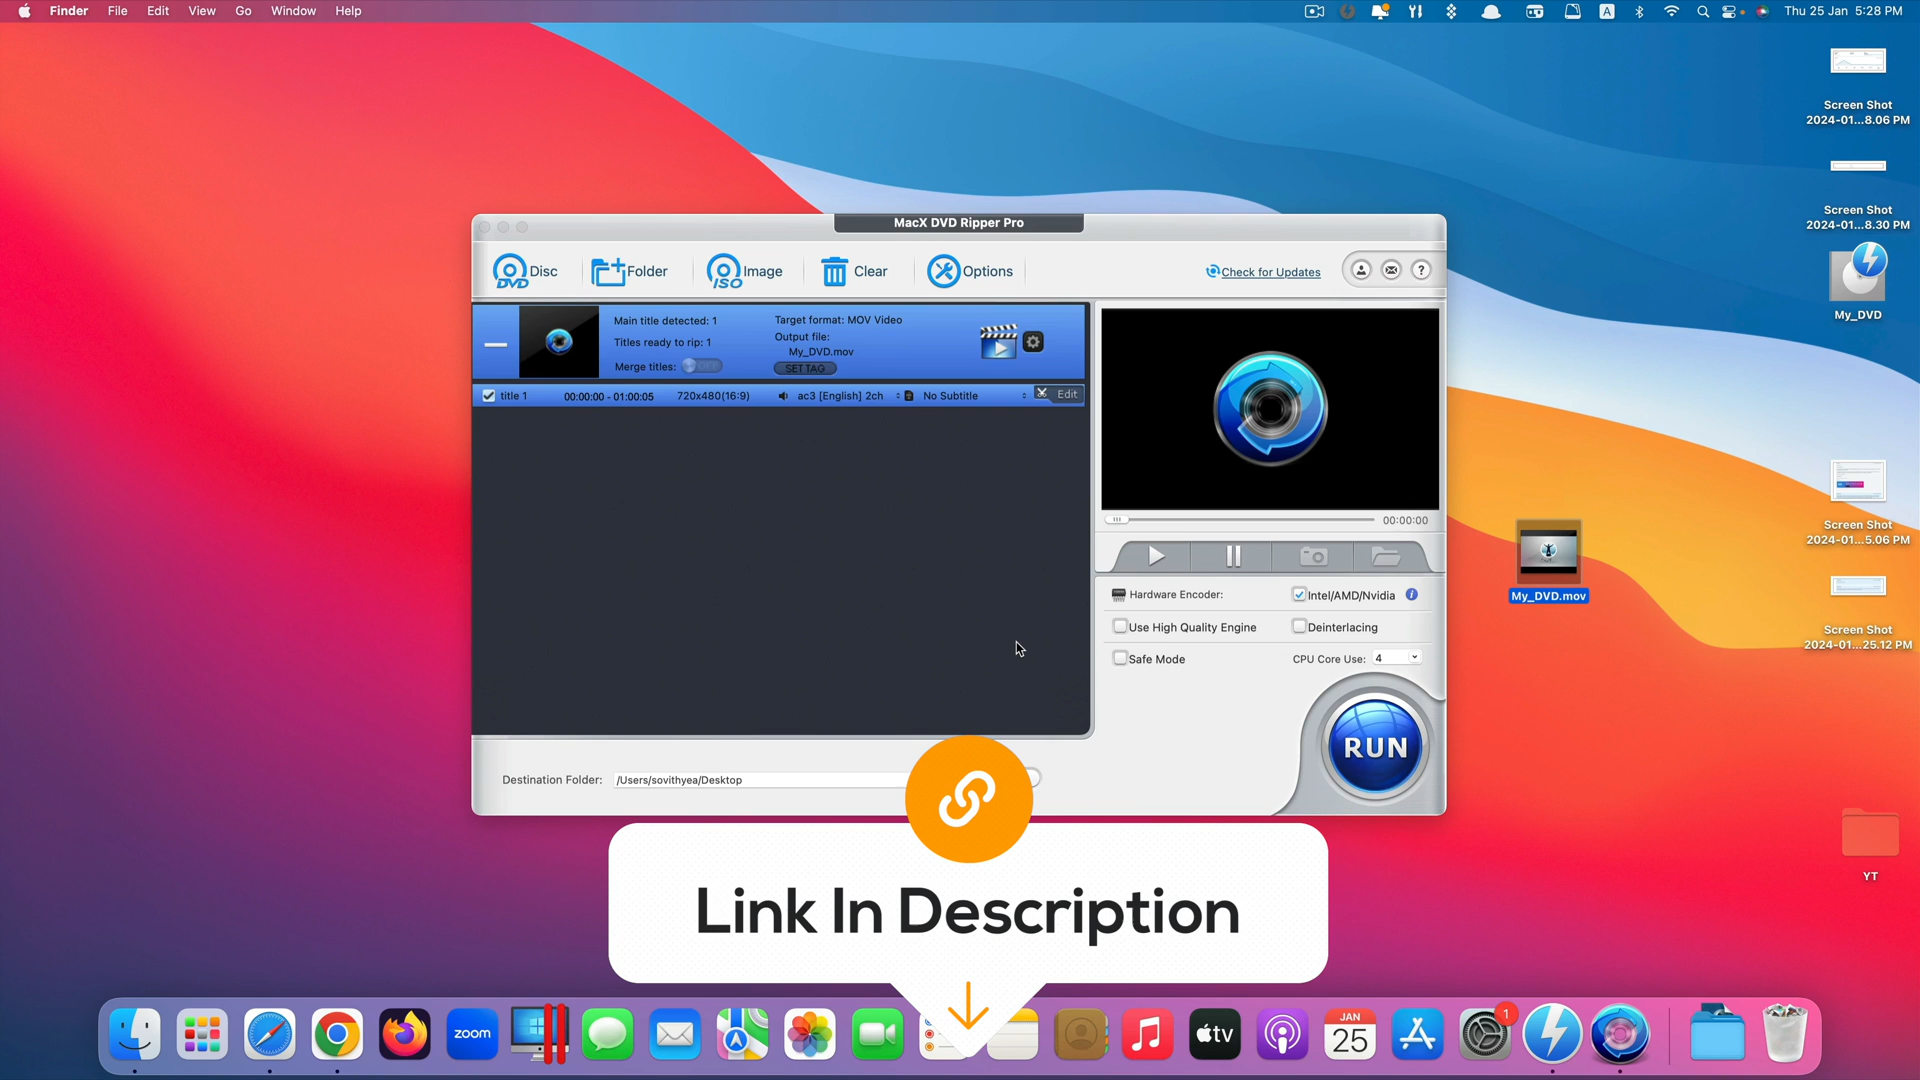 Finder File Edit View Go Window Help
A Thu 25 Jan 5:28 PM
Screen Shot
2024-01...8.06 PM
Screen Shot
2024-01...8.30 PM
My_DVD
MacX DVD Ripper Pro
DVD Disc Folder ISO Image Clear Options Check for Updates ?
Main title detected: 1
Titles ready to rip: 1
Merge titles: OFF
Target format: MOV Video
Output file:
My_DVD.mov
SET TAG
title 1 00:00:00 - 01:00:05 720x480(16:9) ac3 [English] 2ch No Subtitle Edit
00:00:00
Hardware Encoder: Intel/AMD/Nvidia i
Use High Quality Engine Deinterlacing
Safe Mode CPU Core Use: 4
RUN
Destination Folder: /Users/sovithyea/Desktop
My_DVD.mov
Screen Shot
2024-01...5.06 PM
Screen Shot
2024-01...25.12 PM
YT
Link In Description
zoom
tv
JAN
25
1